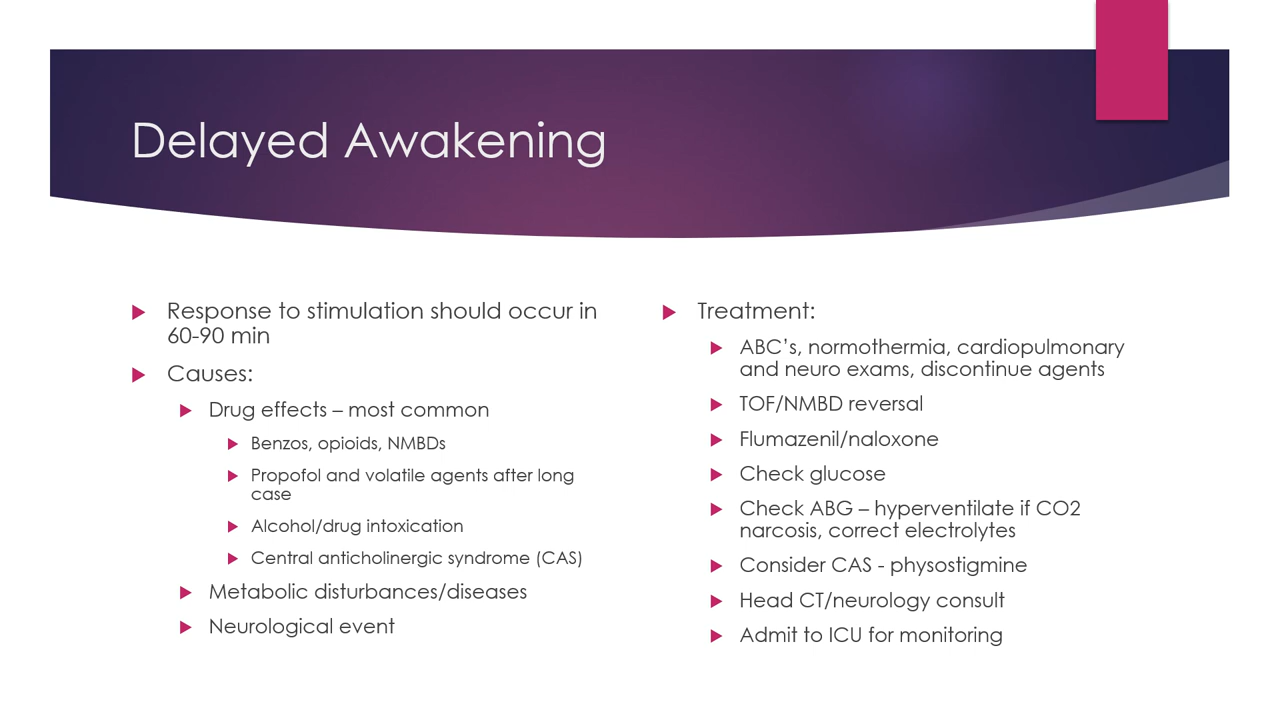 Delayed Awakening
Response to stimulation should occur in
60-90 min
Causes:
Drug effects – most common
Benzos, opioids, NMBDs
Propofol and volatile agents after long
case
Alcohol/drug intoxication
Central anticholinergic syndrome (CAS)
Metabolic disturbances/diseases
Neurological event
Treatment:
ABC’s, normothermia, cardiopulmonary
and neuro exams, discontinue agents
TOF/NMBD reversal
Flumazenil/naloxone
Check glucose
Check ABG – hyperventilate if CO2
narcosis, correct electrolytes
Consider CAS - physostigmine
Head CT/neurology consult
Admit to ICU for monitoring